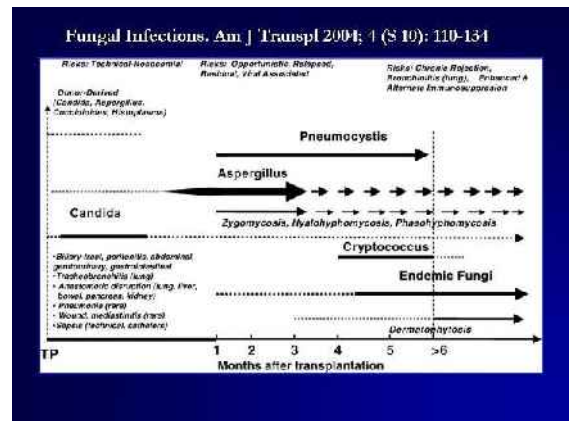 Fungal Infections. Am J Transpl 2004; 4 (S 10): 110-134
Risks: Technical-Nosocomial
Risks: Opportunistic, Relapsed,
Residual, Viral Associated
Risks: Chronic Rejection,
Bronchiolitis (lung), Enhanced &
Alternate Immunosuppression
Donor-Derived
(Candida, Aspergillus,
Coccidioides, Histoplasma)
Pneumocystis
Aspergillus
Candida
Zygomycosis, Hyalohyphomycosis, Phaeohyphomycosis
Cryptococcus
•Biliary tract, peritonitis, abdominal
genitourinary, gastrointestinal
•Tracheobronchitis (lung)
• Anastomotic disruption (lung, liver,
bowel, pancreas, kidney)
• Pneumonia (rare)
• Wound, mediastinitis (rare)
•Sepsis (technical, catheters)
Endemic Fungi
Dermatophytosis
TP
1 2 3 4 5 >6
Months after transplantation